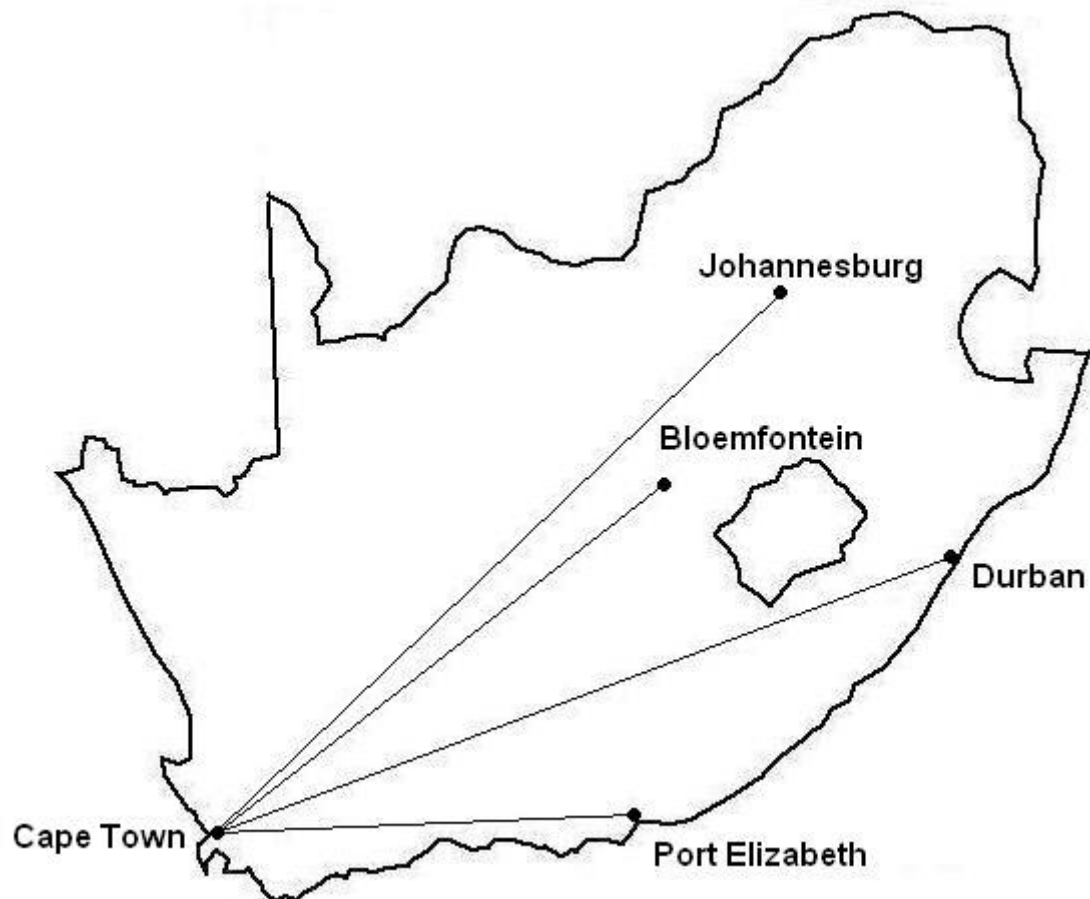 Johannesburg
Bloemfontein
Durban
Cape Town
Port Elizabeth